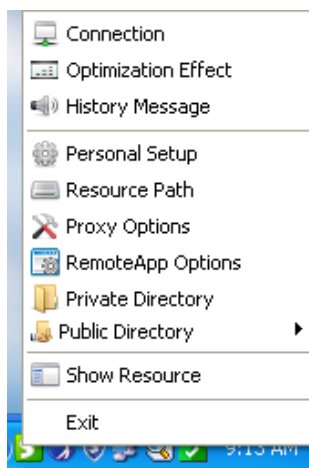 Connection
Optimization Effect
History Message
Personal Setup
Resource Path
Proxy Options
RemoteApp Options
Private Directory
Public Directory
Show Resource
Exit
9:13 AM